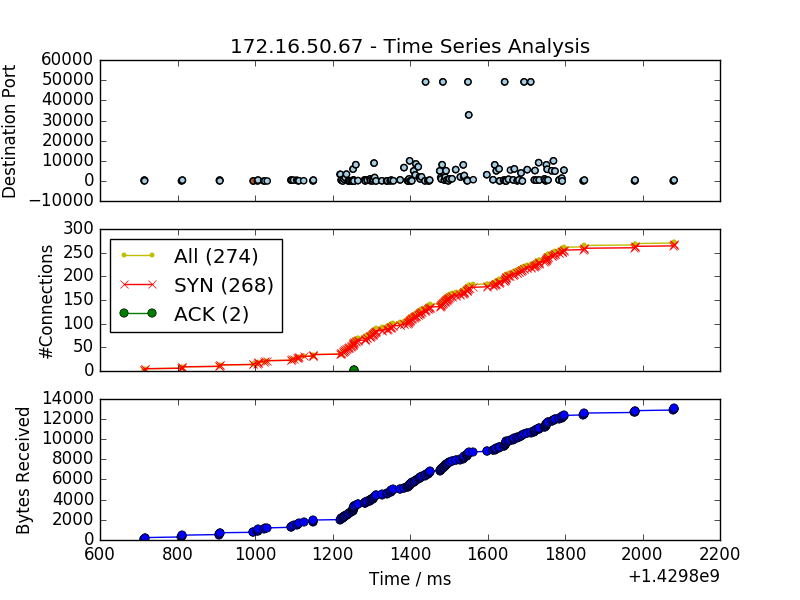 172.16.50.67 - Time Series Analysis
Destination Port
60000
50000
40000
30000
20000
10000
0
−10000
#Connections
300
250
200
150
100
50
0
All (274)
SYN (268)
ACK (2)
Bytes Received
14000
12000
10000
8000
6000
4000
2000
0
600 800 1000 1200 1400 1600 1800 2000 2200
Time / ms
+1.4298e9